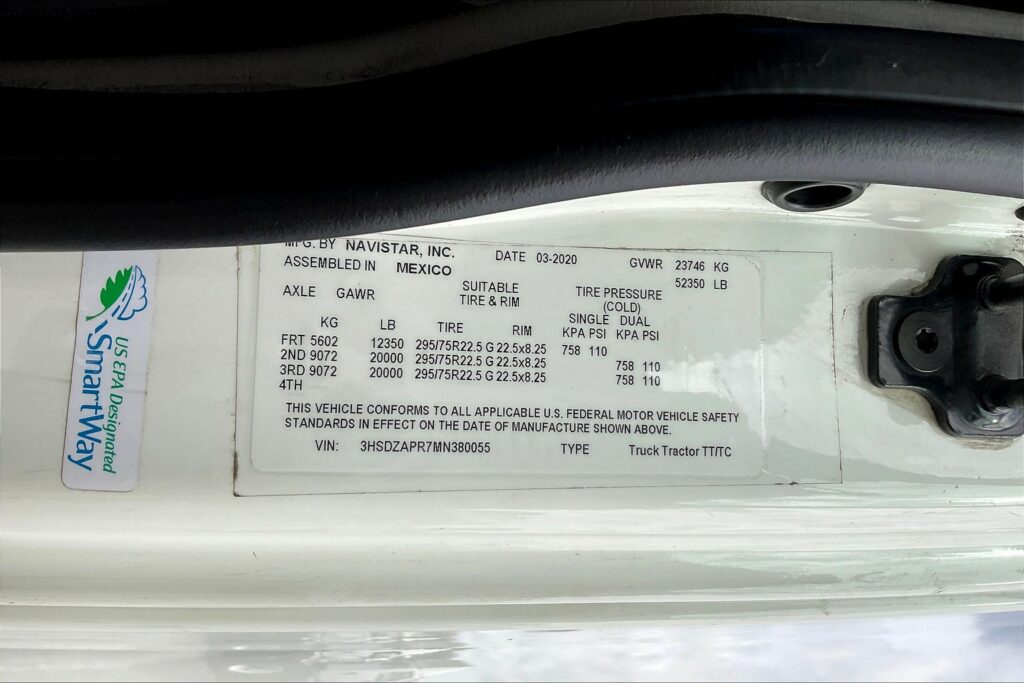 MFG. BY NAVISTAR, INC. DATE 03-2020 GVWR 23746 KG
ASSEMBLED IN MEXICO 52350 LB
AXLE GAWR SUITABLE TIRE & RIM TIRE PRESSURE (COLD)
SINGLE DUAL
KG LB TIRE RIM KPA PSI KPA PSI
FRT 5602 12350 295/75R22.5 G 22.5x8.25 758 110
2ND 9072 20000 295/75R22.5 G 22.5x8.25 758 110
3RD 9072 20000 295/75R22.5 G 22.5x8.25 758 110
4TH
THIS VEHICLE CONFORMS TO ALL APPLICABLE U.S. FEDERAL MOTOR VEHICLE SAFETY
STANDARDS IN EFFECT ON THE DATE OF MANUFACTURE SHOWN ABOVE.
VIN: 3HSDZAPR7MN380055 TYPE Truck Tractor TT/TC
US EPA Designated
SmartWay